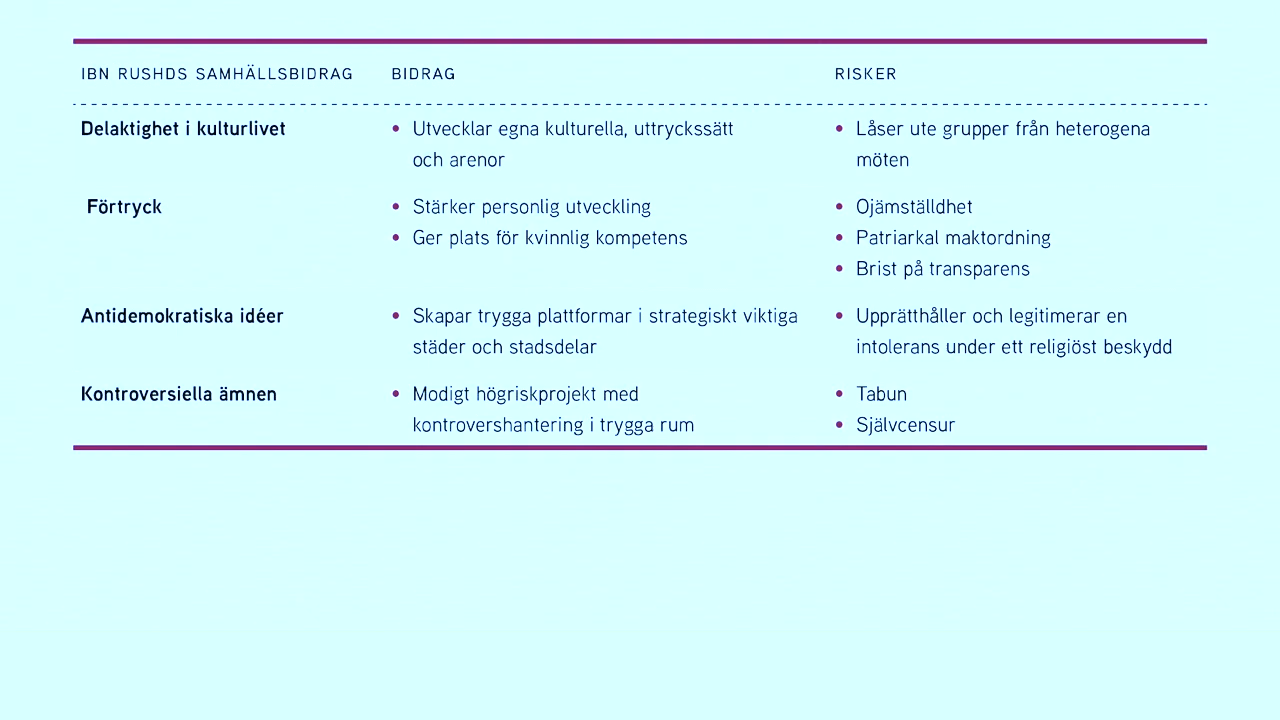 IBN RUSHDS SAMHÄLLSBIDRAG BIDRAG RISKER
Delaktighet i kulturlivet • Utvecklar egna kulturella, uttryckssätt • Låser ute grupper från heterogena
och arenor möten
Förtryck • Stärker personlig utveckling • Ojämställdhet
• Ger plats för kvinnlig kompetens • Patriarkal maktordning
• Brist på transparens
Antidemokratiska idéer • Skapar trygga plattformar i strategiskt viktiga • Upprätthåller och legitimerar en
städer och stadsdelar intolerans under ett religiöst beskydd
Kontroversiella ämnen • Modigt högriskprojekt med • Tabun
kontrovershantering i trygga rum • Självcensur